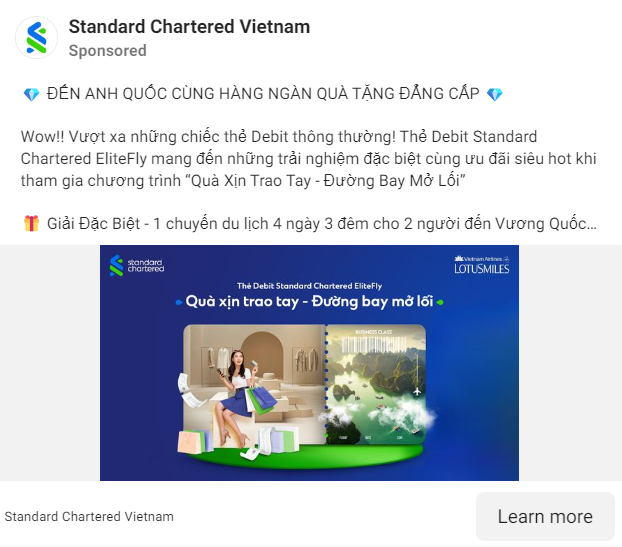 Standard Chartered Vietnam
Sponsored
💎 ĐẾN ANH QUỐC CÙNG HÀNG NGÀN QUÀ TẶNG ĐẲNG CẤP 💎
Wow!! Vượt xa những chiếc thẻ Debit thông thường! Thẻ Debit Standard
Chartered EliteFly mang đến những trải nghiệm đặc biệt cùng ưu đãi siêu hot khi
tham gia chương trình “Quà Xịn Trao Tay - Đường Bay Mở Lối”
🎁 Giải Đặc Biệt - 1 chuyến du lịch 4 ngày 3 đêm cho 2 người đến Vương Quốc...
standard
chartered
Vietnam Airlines
LOTUSMILES
Thẻ Debit Standard Chartered EliteFly
Quà xịn trao tay - Đường bay mở lối
BUSINESS CLASS
Standard Chartered Vietnam
Learn more